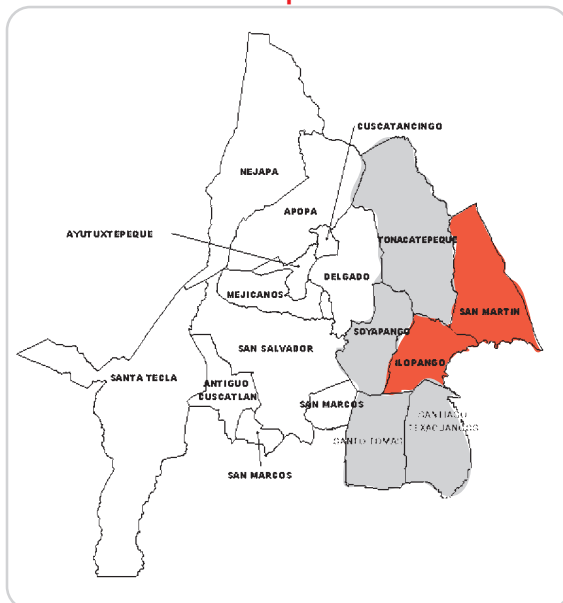 CUSCATANCINGO
NEJAPA
APOPA
AYUTUXTEPEQUE
TONACATEPEQUE
DELGADO
MEJICANOS
SAN MARTIN
SOYAPANGO
SAN SALVADOR
ILOPANGO
SANTA TECLA
ANTIGUO
CUSCATLAN
SAN MARCOS
SANTIAGO
TEXACUANGOS
SANTO TOMAS
SAN MARCOS